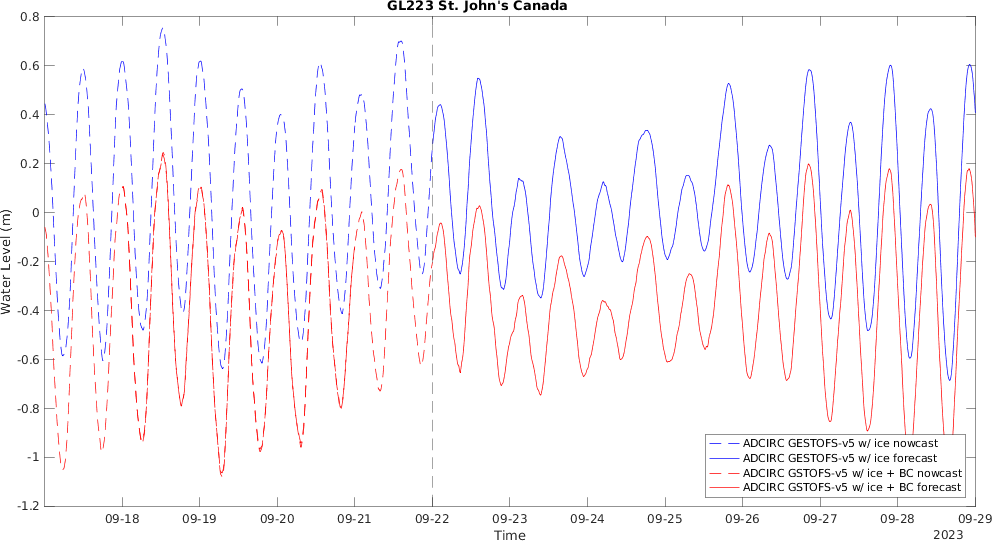 GL223 St. John's Canada
0.8
0.6
0.4
0.2
0
-0.2
-0.4
-0.6
-0.8
-1
-1.2
Water Level (m)
ADCIRC GESTOFS-v5 w/ ice nowcast
ADCIRC GESTOFS-v5 w/ ice forecast
ADCIRC GSTOFS-v5 w/ ice + BC nowcast
ADCIRC GSTOFS-v5 w/ ice + BC forecast
09-18 09-19 09-20 09-21 09-22 09-23 09-24 09-25 09-26 09-27 09-28 09-29
Time
2023